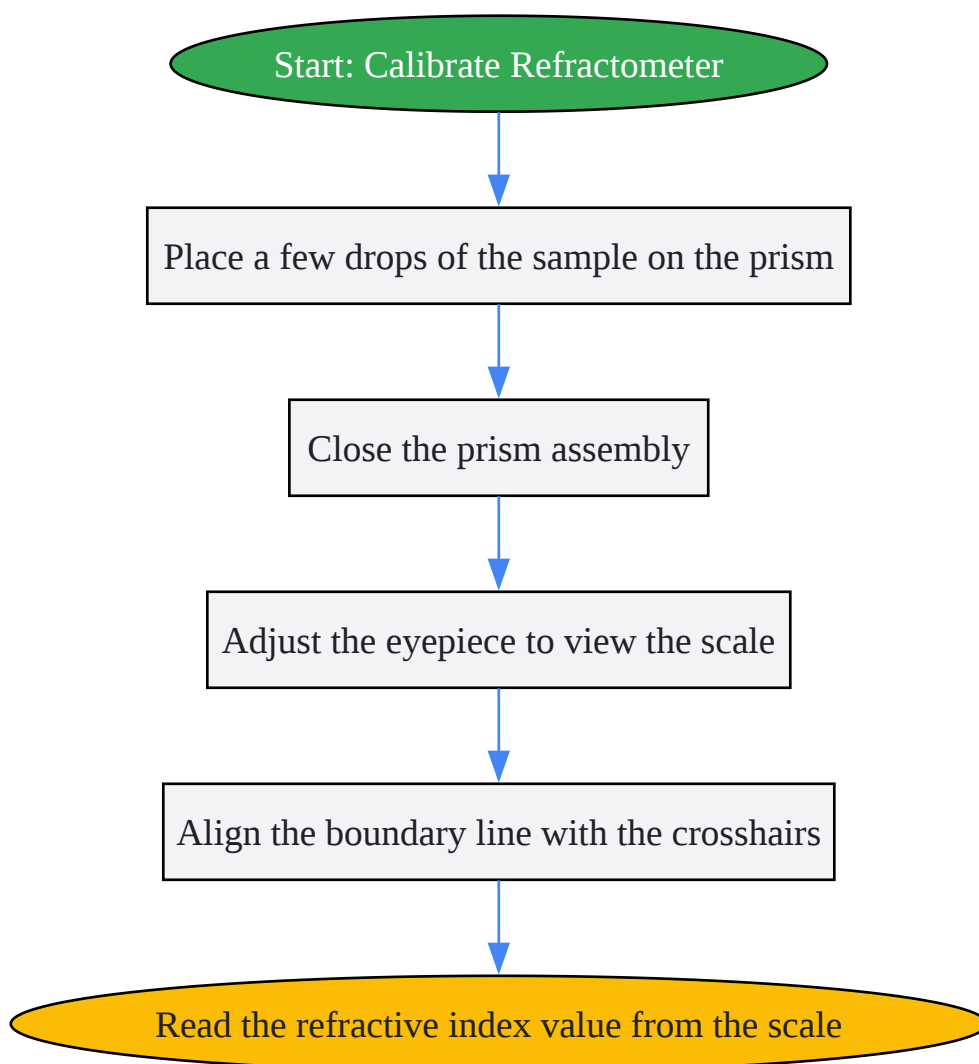 Start: Calibrate Refractometer
Place a few drops of the sample on the prism
Close the prism assembly
Adjust the eyepiece to view the scale
Align the boundary line with the crosshairs
Read the refractive index value from the scale